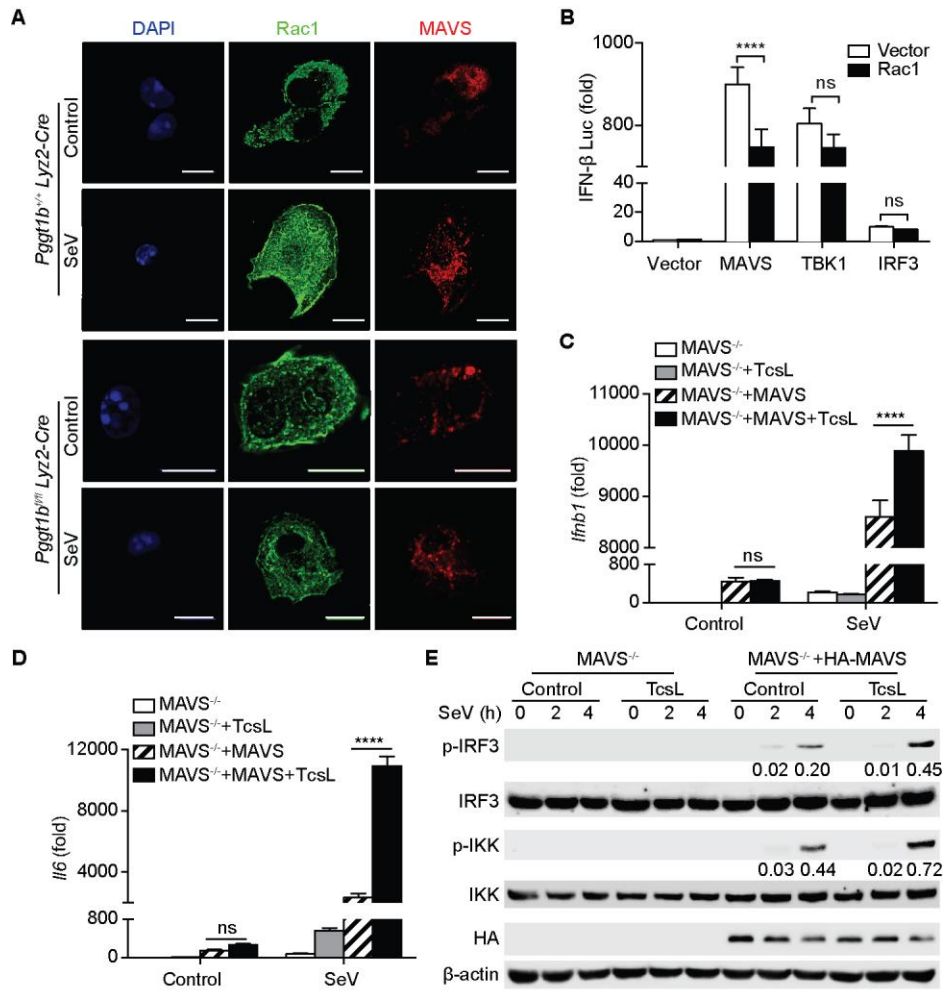 A
DAPI
Rac1
MAVS
Pggt1b+/+ Lyz2-Cre
Control
SeV
Pggt1bfl/fl Lyz2-Cre
Control
SeV
B
IFN-β Luc (fold)
1000
800
40
20
0
****
ns
ns
Vector
Rac1
Vector
MAVS
TBK1
IRF3
C
MAVS-/-
MAVS-/-+TcsL
MAVS-/-+MAVS
MAVS-/-+MAVS+TcsL
Ifnb1 (fold)
11000
10000
9000
8000
800
0
ns
****
Control
SeV
D
MAVS-/-
MAVS-/-+TcsL
MAVS-/-+MAVS
MAVS-/-+MAVS+TcsL
Il6 (fold)
12000
8000
4000
800
0
ns
****
Control
SeV
E
MAVS-/- MAVS-/-+HA-MAVS
Control TcsL Control TcsL
SeV (h) 0 2 4 0 2 4 0 2 4 0 2 4
p-IRF3
0.02 0.20 0.01 0.45
IRF3
p-IKK
0.03 0.44 0.02 0.72
IKK
HA
β-actin